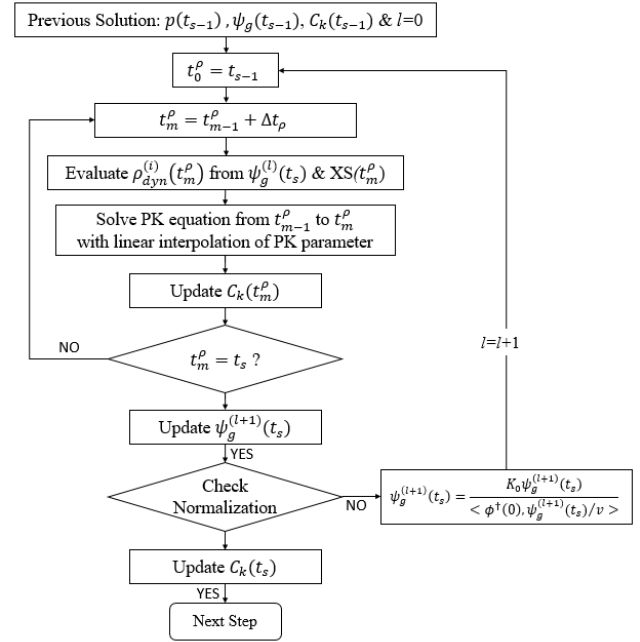 Previous Solution: p(t_{s-1}) , ψ_g(t_{s-1}), C_k(t_{s-1}) & l=0
t_0^ρ = t_{s-1}
t_m^ρ = t_{m-1}^ρ + Δt_ρ
Evaluate ρ_{dyn}^{(i)}(t_m^ρ) from ψ_g^{(l)}(t_s) & XS(t_m^ρ)
Solve PK equation from t_{m-1}^ρ to t_m^ρ
with linear interpolation of PK parameter
Update C_k(t_m^ρ)
NO
t_m^ρ = t_s ?
l=l+1
Update ψ_g^{(l+1)}(t_s)
YES
Check
Normalization
NO
ψ_g^{(l+1)}(t_s) = K_0 ψ_g^{(l+1)}(t_s) / < ϕ^†(0), ψ_g^{(l+1)}(t_s)/v >
Update C_k(t_s)
YES
Next Step